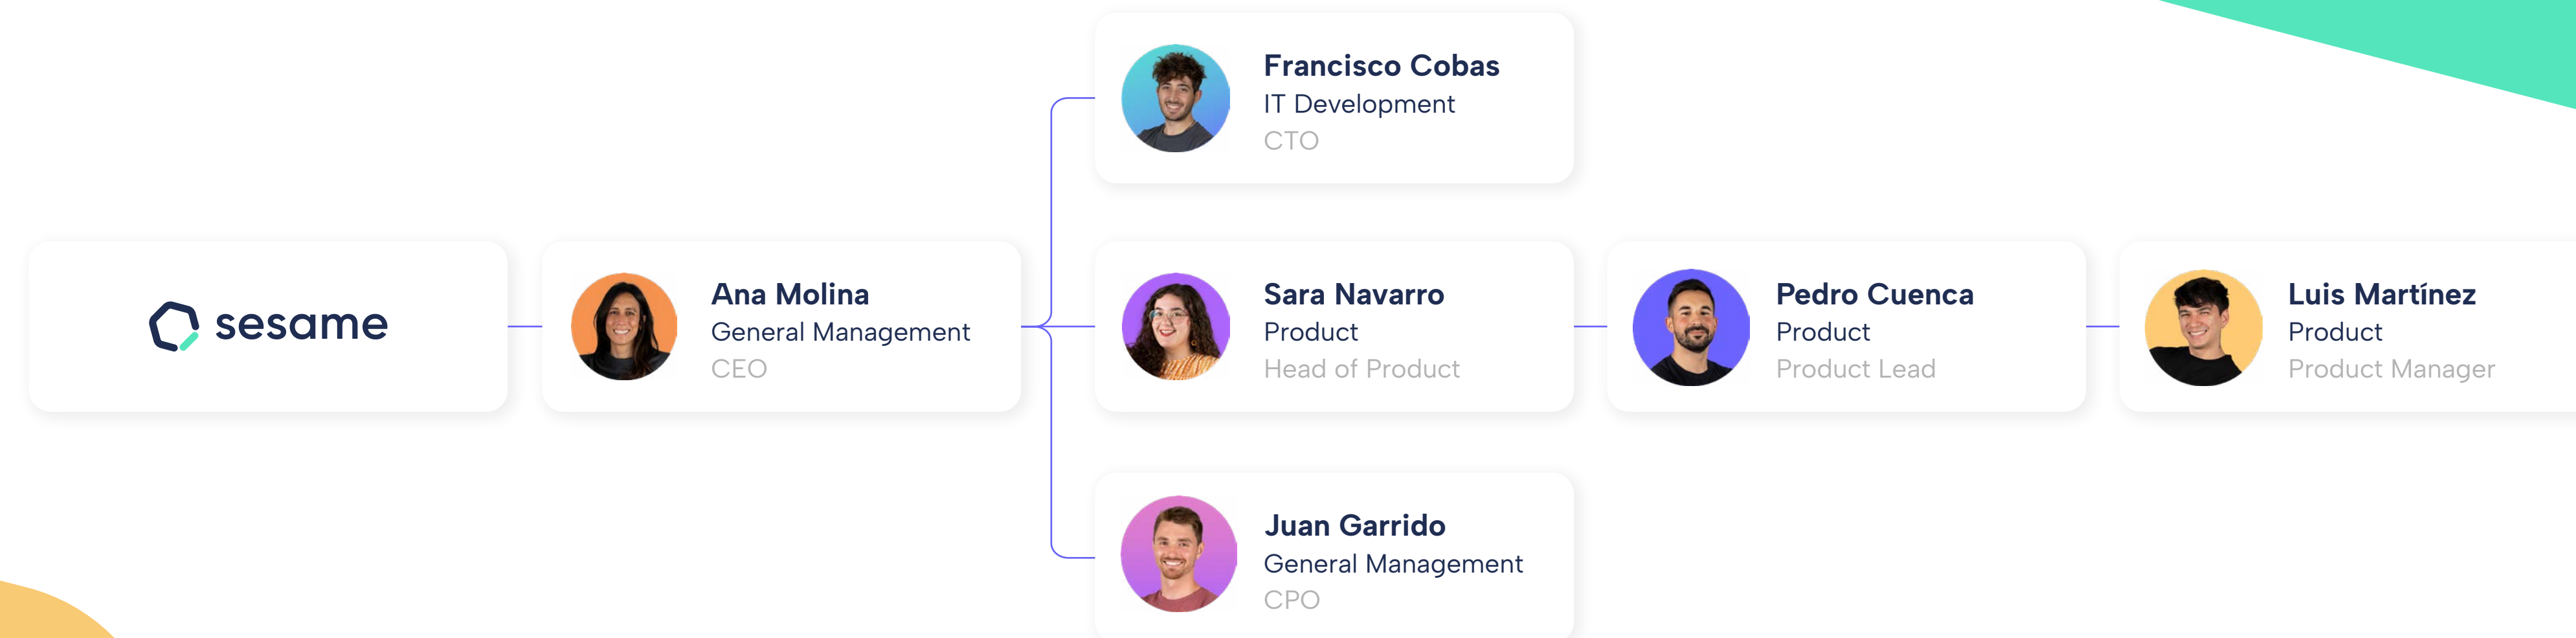 sesame
Ana Molina
General Management
CEO
Francisco Cobas
IT Development
CTO
Sara Navarro
Product
Head of Product
Juan Garrido
General Management
CPO
Pedro Cuenca
Product
Product Lead
Luis Martínez
Product
Product Manager